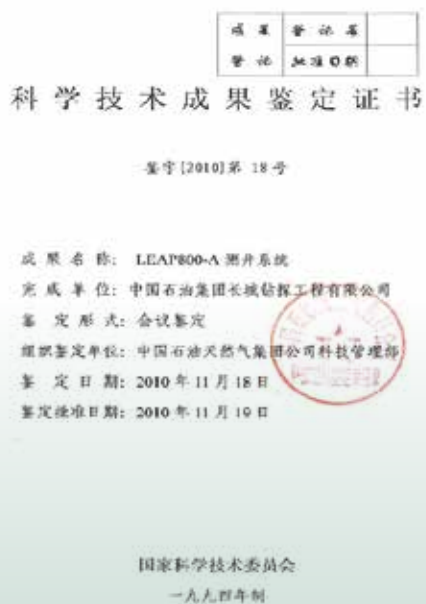 成果 登记号
登记 批准日期
科学技术成果鉴定证书
鉴字[2010]第 18号
成果名称: LEAP800-A 测井系统
完成单位: 中国石油集团长城钻探工程有限公司
鉴定形式: 会议鉴定
组织鉴定单位: 中国石油天然气集团公司科技管理部
鉴定日期: 2010年11月18日
鉴定批准日期: 2010年11月19日
国家科学技术委员会
一九九四年制